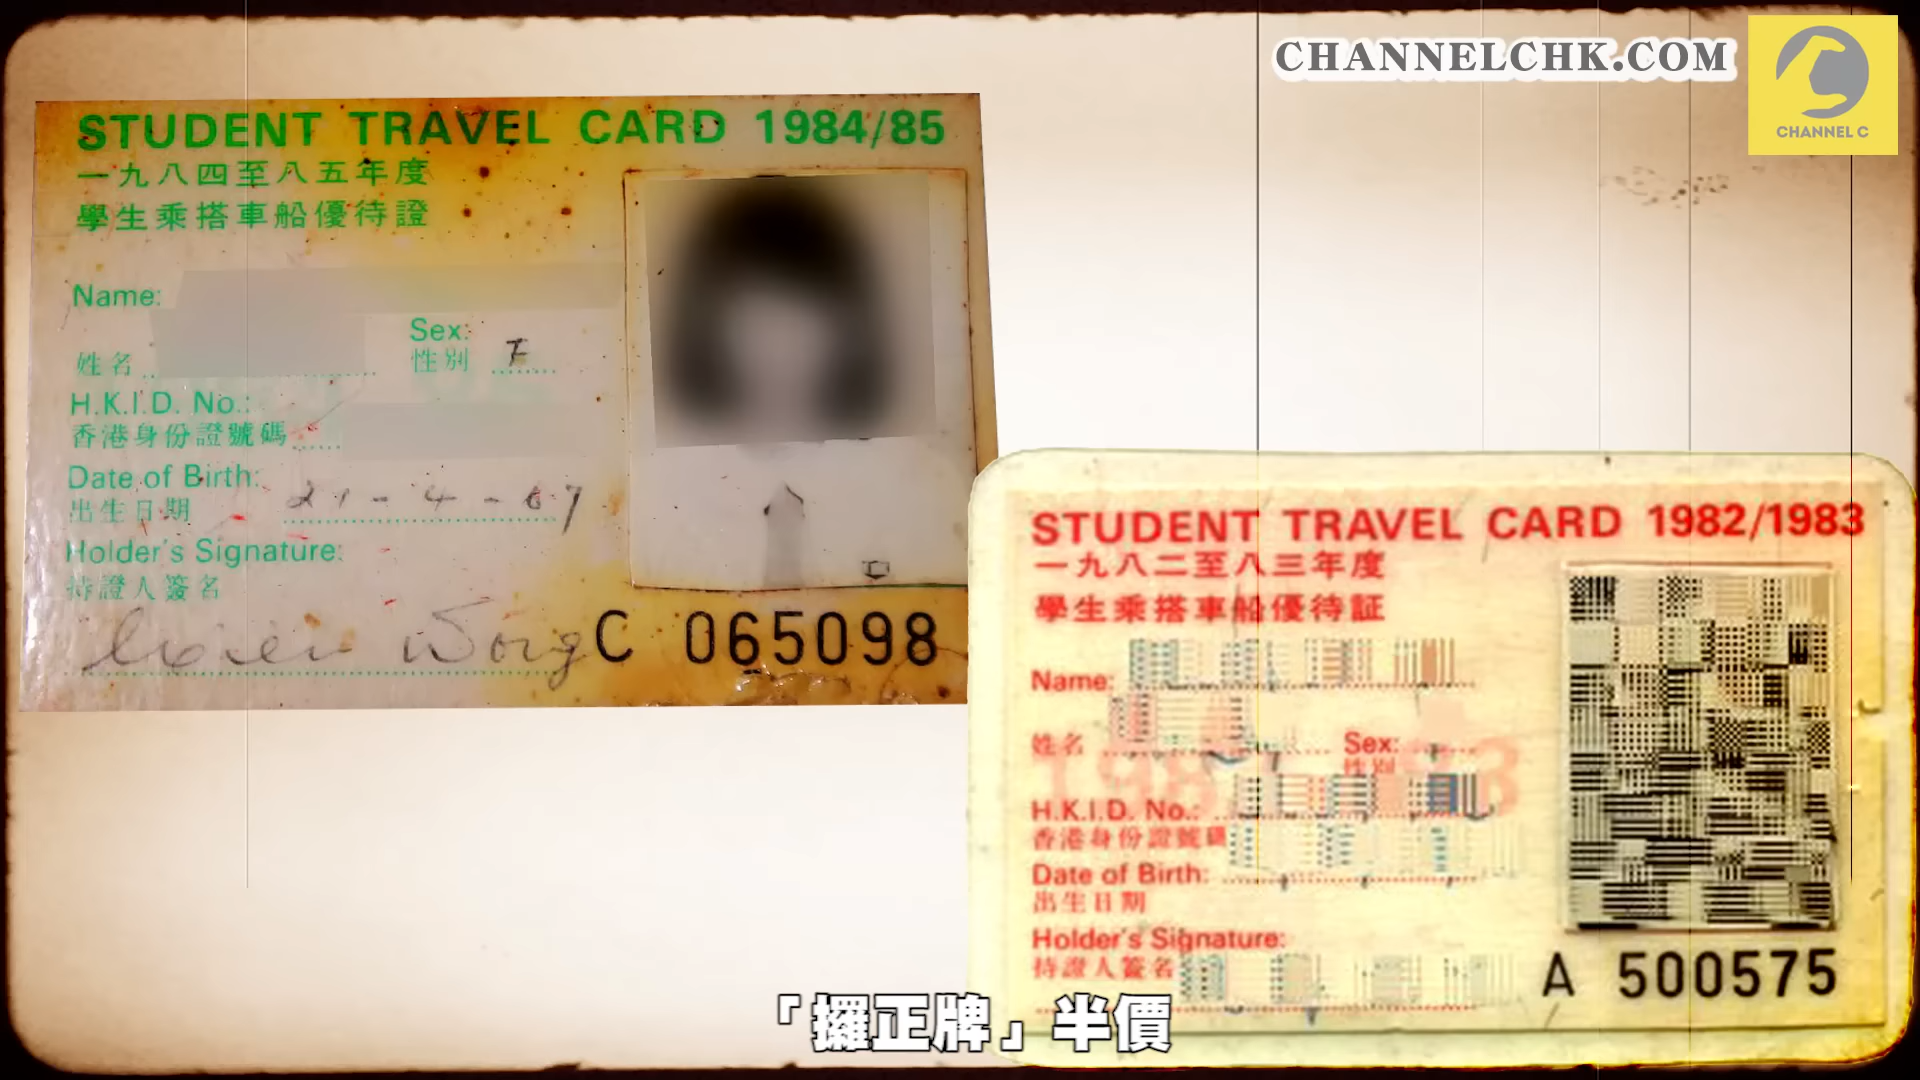 CHANNELCHK.COM
CHANNEL C
STUDENT TRAVEL CARD 1984/85
一九八四至八五年度
學生乘搭車船優待證
Name:
姓名
Sex: F
性別
H.K.I.D. No.:
香港身份證號碼
Date of Birth: 21-4-67
出生日期
Holder's Signature:
持證人簽名
Wong
C 065098
STUDENT TRAVEL CARD 1982/1983
一九八二至八三年度
學生乘搭車船優待証
Name:
姓名
Sex:
性別
H.K.I.D. No.:
香港身份證號碼
Date of Birth:
出生日期
Holder's Signature:
持證人簽名
A 500575
「攞正牌」半價